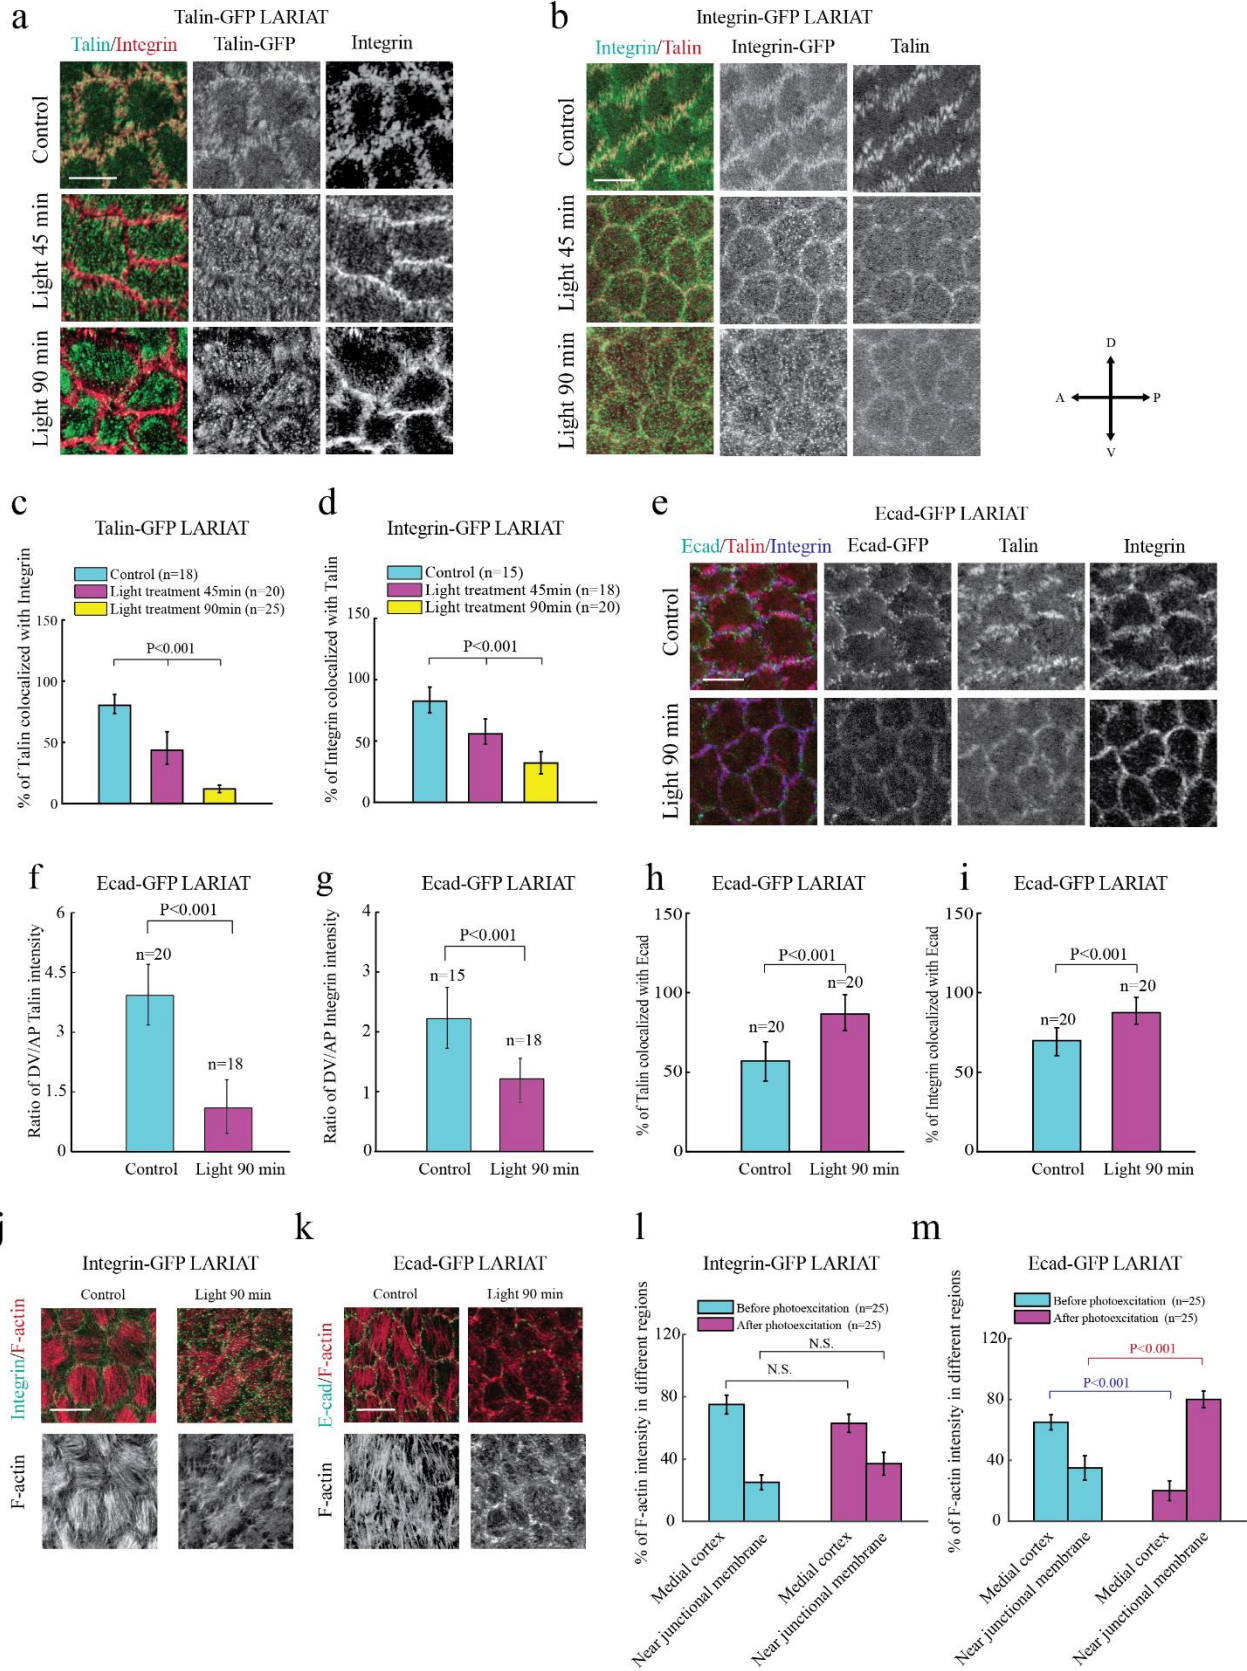 a
Talin-GFP LARIAT
Talin/Integrin
Talin-GFP
Integrin
Control
Light 45 min
Light 90 min
b
Integrin-GFP LARIAT
Integrin/Talin
Integrin-GFP
Talin
Control
Light 45 min
Light 90 min
D
A
P
V
c
Talin-GFP LARIAT
Control (n=18)
Light treatment 45min (n=20)
Light treatment 90min (n=25)
% of Talin colocalized with Integrin
150
100
50
0
P<0.001
d
Integrin-GFP LARIAT
Control (n=15)
Light treatment 45min (n=18)
Light treatment 90min (n=20)
% of Integrin colocalized with Talin
150
100
50
0
P<0.001
e
Ecad-GFP LARIAT
Ecad/Talin/Integrin
Ecad-GFP
Talin
Integrin
Control
Light 90 min
f
Ecad-GFP LARIAT
Ratio of DV/AP Talin intensity
6
4.5
3
1.5
0
P<0.001
n=20
n=18
Control
Light 90 min
g
Ecad-GFP LARIAT
Ratio of DV/AP Integrin intensity
4
3
2
1
0
P<0.001
n=15
n=18
Control
Light 90 min
h
Ecad-GFP LARIAT
% of Talin colocalized with Ecad
150
100
50
0
P<0.001
n=20
n=20
Control
Light 90 min
i
Ecad-GFP LARIAT
% of Integrin colocalized with Ecad
150
100
50
0
P<0.001
n=20
n=20
Control
Light 90 min
j
Integrin-GFP LARIAT
Control
Light 90 min
Integrin/F-actin
F-actin
k
Ecad-GFP LARIAT
Control
Light 90 min
E-cad/F-actin
F-actin
l
Integrin-GFP LARIAT
Before photoexcitation (n=25)
After photoexcitation (n=25)
% of F-actin intensity in different regions
120
80
40
0
N.S.
N.S.
Medial cortex
Near junctional membrane
Medial cortex
Near junctional membrane
m
Ecad-GFP LARIAT
Before photoexcitation (n=25)
After photoexcitation (n=25)
% of F-actin intensity in different regions
120
80
40
0
P<0.001
P<0.001
Medial cortex
Near junctional membrane
Medial cortex
Near junctional membrane